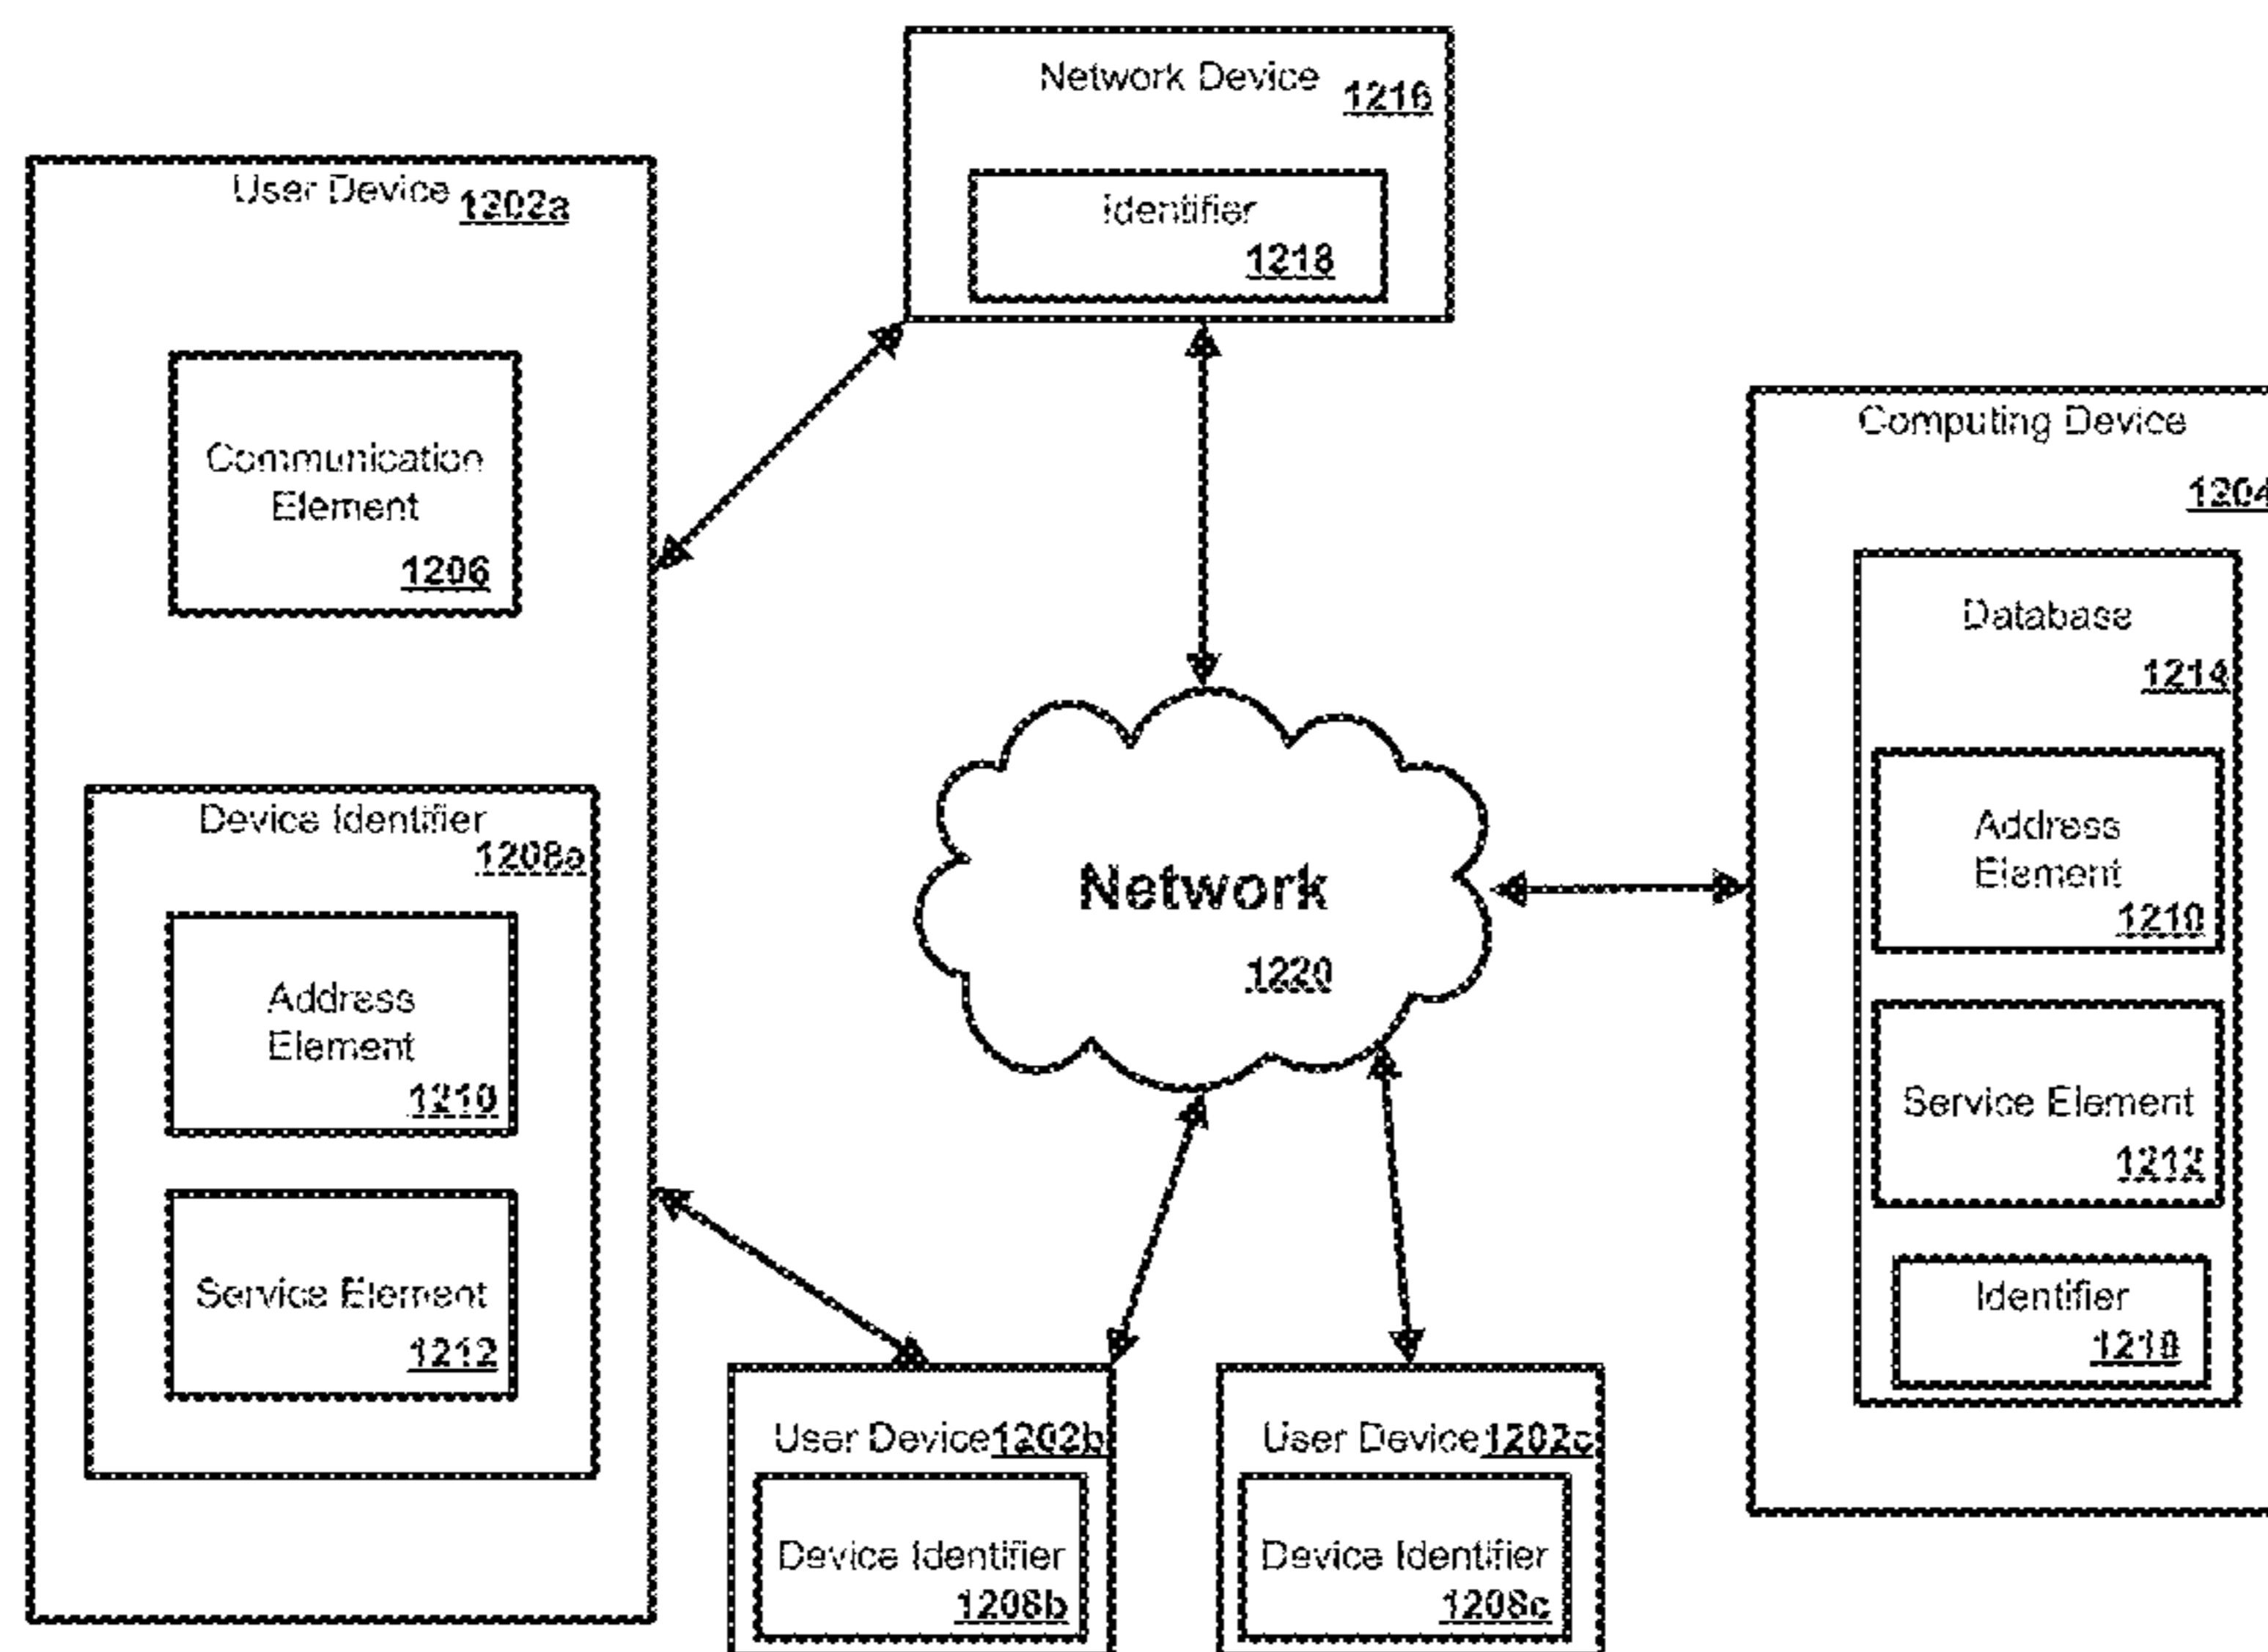 Network Device 1216
Identifier
1218
User Device 1202a
Communication
Element
1206
Device Identifier
1208a
Address
Element
1210
Service Element
1212
Network
1220
Computing Device
1204
Database
1214
Address
Element
1210
Service Element
1212
Identifier
1218
User Device 1202b
Device Identifier
1208b
User Device 1202c
Device Identifier
1208c